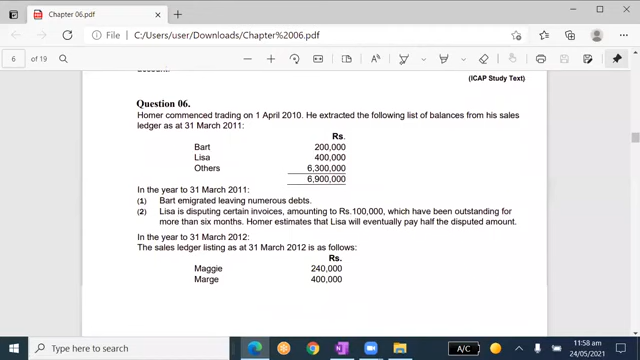 Chapter 06.pdf
File
C:/Users/user/Downloads/Chapter%2006.pdf
6
of 19
(ICAP Study Text)
Question 06.
Homer commenced trading on 1 April 2010. He extracted the following list of balances from his sales
ledger as at 31 March 2011:
Rs.
Bart 200,000
Lisa 400,000
Others 6,300,000
6,900,000
In the year to 31 March 2011:
(1) Bart emigrated leaving numerous debts.
(2) Lisa is disputing certain invoices, amounting to Rs.100,000, which have been outstanding for
more than six months. Homer estimates that Lisa will eventually pay half the disputed amount.
In the year to 31 March 2012:
The sales ledger listing as at 31 March 2012 is as follows:
Rs.
Maggie 240,000
Marge 400,000
Type here to search
A/C
11:58 am
24/05/2021